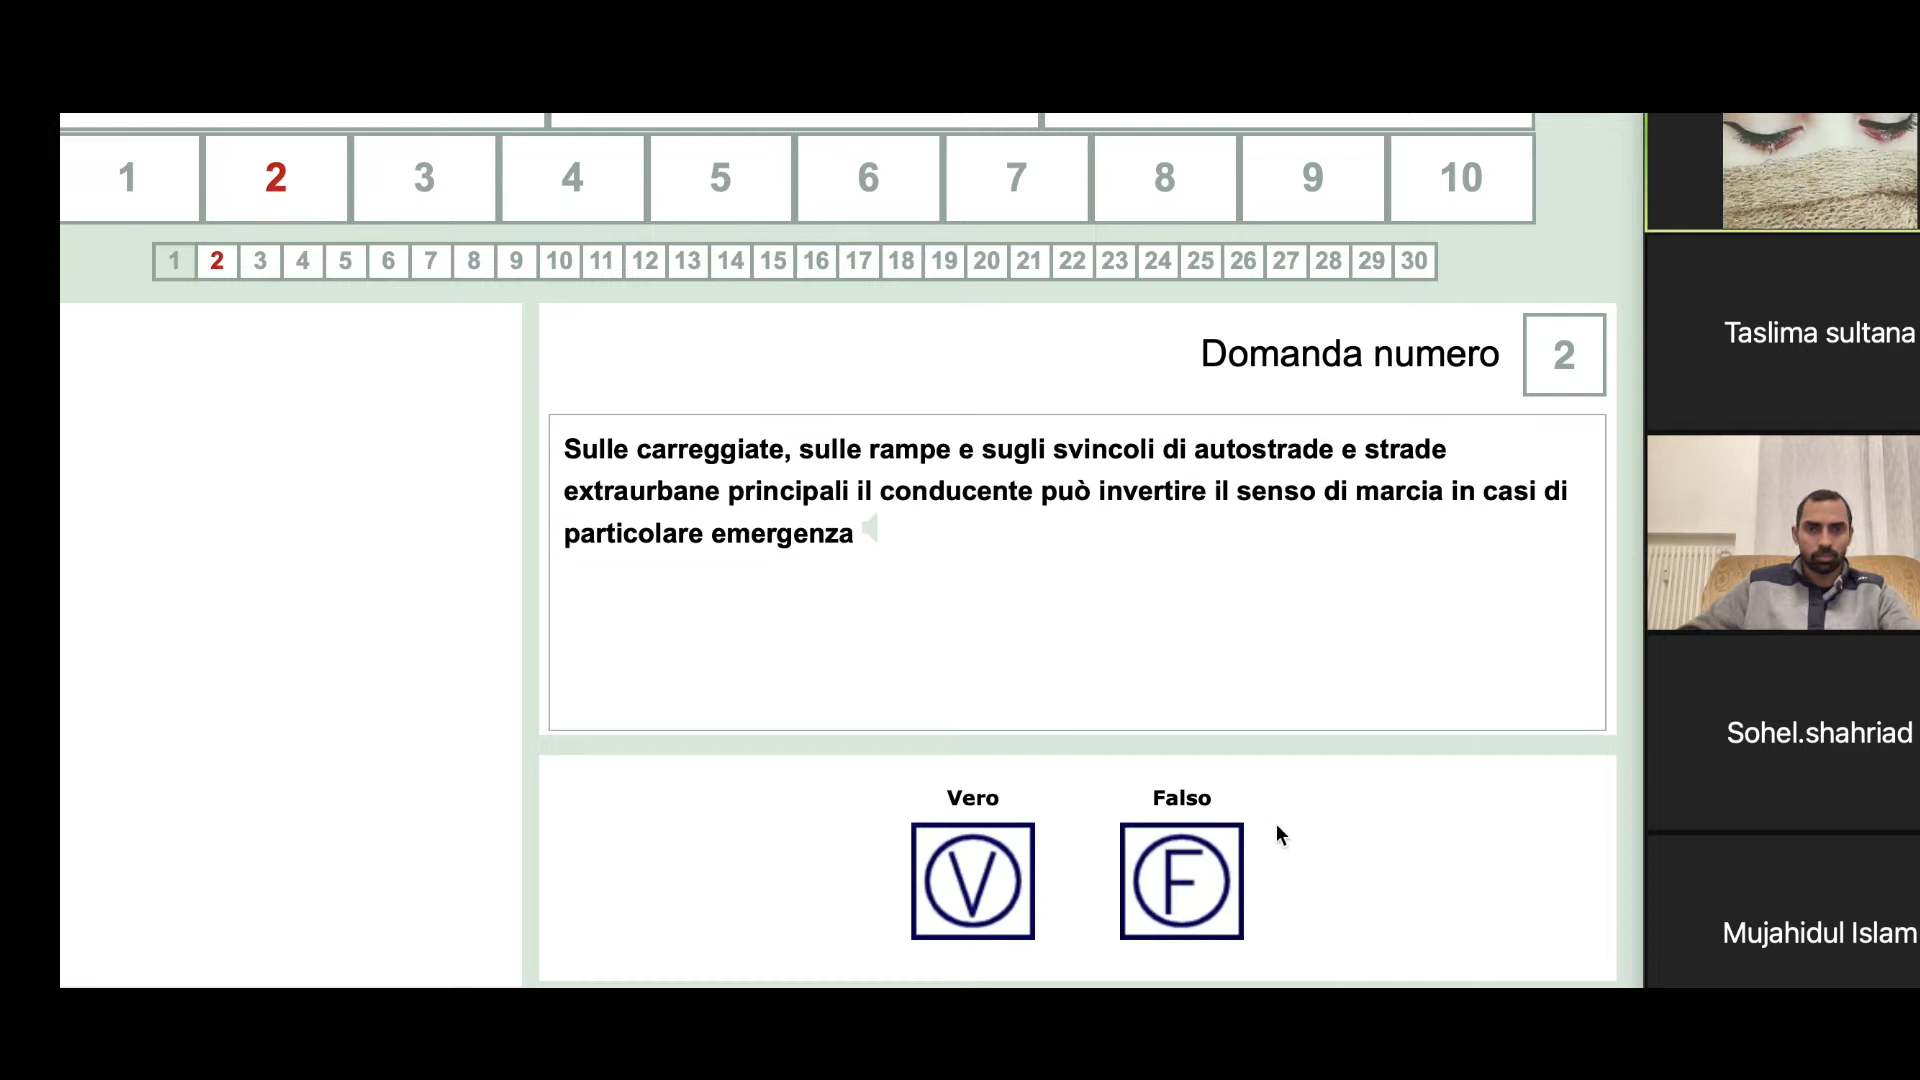 1 2 3 4 5 6 7 8 9 10
1 2 3 4 5 6 7 8 9 10 11 12 13 14 15 16 17 18 19 20 21 22 23 24 25 26 27 28 29 30
Domanda numero 2
Sulle carreggiate, sulle rampe e sugli svincoli di autostrade e strade
extraurbane principali il conducente può invertire il senso di marcia in casi di
particolare emergenza
Vero Falso
V F
Taslima sultana
Sohel.shahriad
Mujahidul Islam